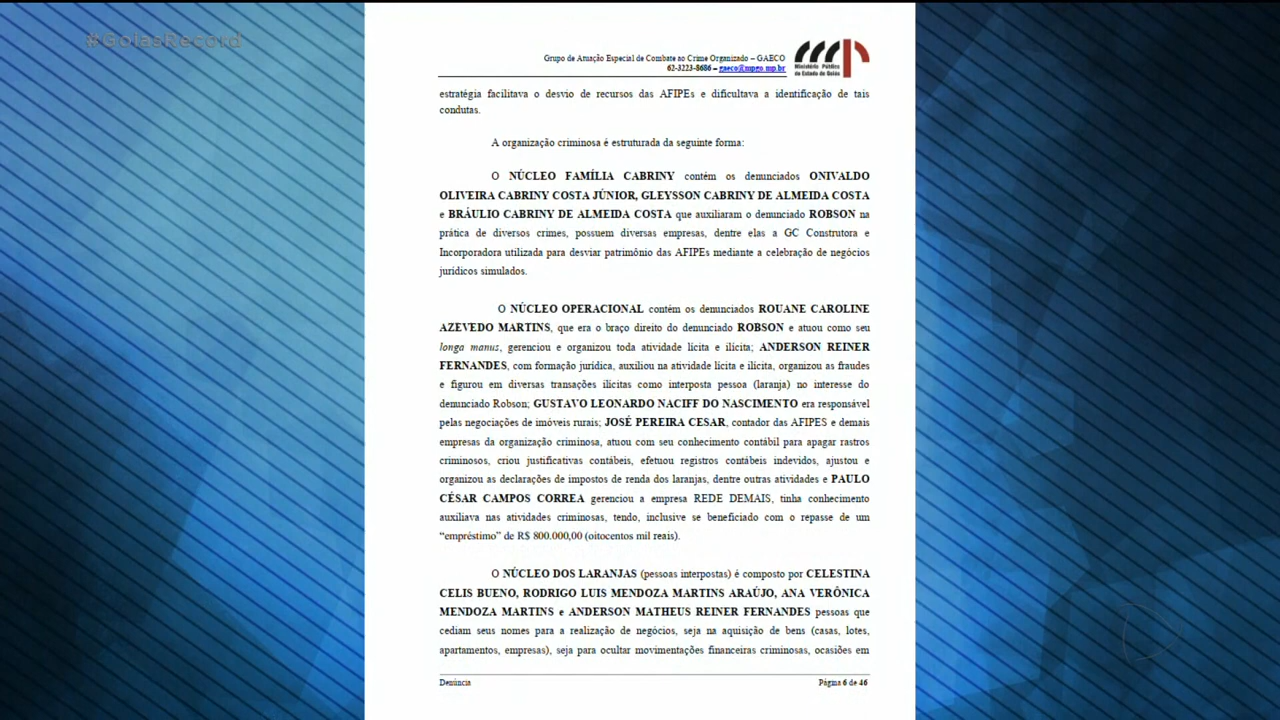 #GoiasRecord
Grupo de Atuação Especial de Combate ao Crime Organizado – GAECO
62-3223-8686 – gaeco@mpgo.mp.br
Ministério Público
do Estado de Goiás
estratégia facilitava o desvio de recursos das AFIPEs e dificultava a identificação de tais
condutas.
A organização criminosa é estruturada da seguinte forma:
O NÚCLEO FAMÍLIA CABRINY contém os denunciados ONIVALDO
OLIVEIRA CABRINY COSTA JÚNIOR, GLEYSSON CABRINY DE ALMEIDA COSTA
e BRÁULIO CABRINY DE ALMEIDA COSTA que auxiliaram o denunciado ROBSON na
prática de diversos crimes, possuem diversas empresas, dentre elas a GC Construtora e
Incorporadora utilizada para desviar patrimônio das AFIPEs mediante a celebração de negócios
jurídicos simulados.
O NÚCLEO OPERACIONAL contém os denunciados ROUANE CAROLINE
AZEVEDO MARTINS, que era o braço direito do denunciado ROBSON e atuou como seu
longa manus, gerenciou e organizou toda atividade lícita e ilícita; ANDERSON REINER
FERNANDES, com formação jurídica, auxiliou na atividade lícita e ilícita, organizou as fraudes
e figurou em diversas transações ilícitas como interposta pessoa (laranja) no interesse do
denunciado Robson; GUSTAVO LEONARDO NACIFF DO NASCIMENTO era responsável
pelas negociações de imóveis rurais; JOSÉ PEREIRA CESAR, contador das AFIPES e demais
empresas da organização criminosa, atuou com seu conhecimento contábil para apagar rastros
criminosos, criou justificativas contábeis, efetuou registros contábeis indevidos, ajustou e
organizou as declarações de impostos de renda dos laranjas, dentre outras atividades e PAULO
CÉSAR CAMPOS CORREA gerenciou a empresa REDE DEMAIS, tinha conhecimento
auxiliava nas atividades criminosas, tendo, inclusive se beneficiado com o repasse de um
“empréstimo” de R$ 800.000,00 (oitocentos mil reais).
O NÚCLEO DOS LARANJAS (pessoas interpostas) é composto por CELESTINA
CELIS BUENO, RODRIGO LUIS MENDOZA MARTINS ARAÚJO, ANA VERÔNICA
MENDOZA MARTINS e ANDERSON MATHEUS REINER FERNANDES pessoas que
cediam seus nomes para a realização de negócios, seja na aquisição de bens (casas, lotes,
apartamentos, empresas), seja para ocultar movimentações financeiras criminosas, ocasiões em
Denúncia
Página 6 de 46